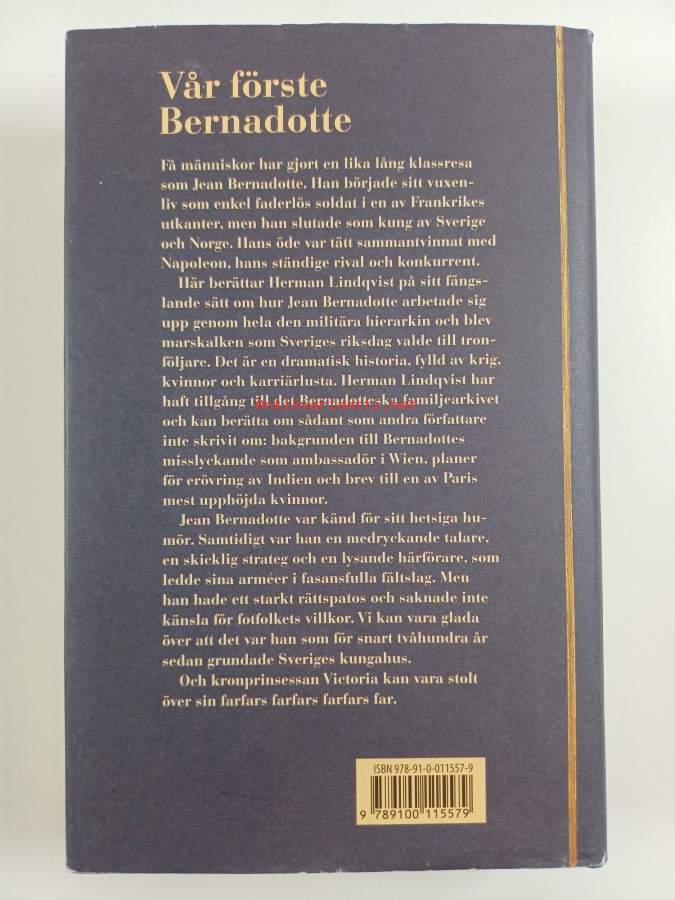 Vår förste
Bernadotte
Få människor har gjort en lika lång klassresa
som Jean Bernadotte. Han började sitt vuxen-
liv som enkel faderlös soldat i en av Frankrikes
utkanter, men han slutade som kung av Sverige
och Norge. Hans öde var tätt sammantvinnat med
Napoleon, hans ständige rival och konkurrent.
Här berättar Herman Lindqvist på sitt fängs-
lande sätt om hur Jean Bernadotte arbetade sig
upp genom hela den militära hierarkin och blev
marskalken som Sveriges riksdag valde till tron-
följare. Det är en dramatisk historia, fylld av krig,
kvinnor och karriärlusta. Herman Lindqvist har
haft tillgång till det Bernadotteska familjearkivet
och kan berätta om sådant som andra författare
inte skrivit om: bakgrunden till Bernadottes
misslyckande som ambassadör i Wien, planer
för erövring av Indien och brev till en av Paris
mest upphöjda kvinnor.
Jean Bernadotte var känd för sitt hetsiga hu-
mör. Samtidigt var han en medryckande talare,
en skicklig strateg och en lysande härförare, som
ledde sina arméer i fasansfulla fältslag. Men
han hade ett starkt rättspatos och saknade inte
känsla för fotfolkets villkor. Vi kan vara glada
över att det var han som för snart tvåhundra år
sedan grundade Sveriges kungahus.
Och kronprinsessan Victoria kan vara stolt
över sin farfars farfars farfars far.
ISBN 978-91-0-011557-9
9 789100 115579